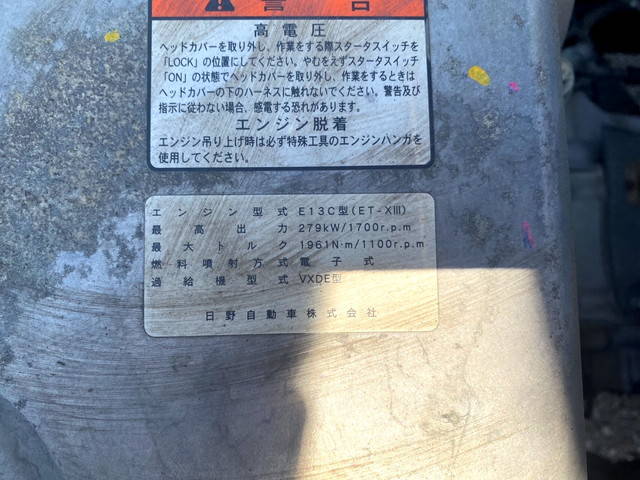 警告
高電圧
ヘッドカバーを取り外し、作業をする際スタータスイッチを
「LOCK」の位置にしてください。やむをえずスタータスイッチ
「ON」の状態でヘッドカバーを取り外し、作業をするときは
ヘッドカバーの下のハーネスに触れないでください。警告及び
指示に従わない場合、感電する恐れがあります。
エンジン脱着
エンジン吊り上げ時は必ず特殊工具のエンジンハンガを
使用してください。
エンジン型式 E13C型(ET-XIII)
最高出力 279kW/1700r.p.m
最大トルク 1961N·m/1100r.p.m
燃料噴射方式 電子式
過給機型式 VXDE型
日野自動車株式会社